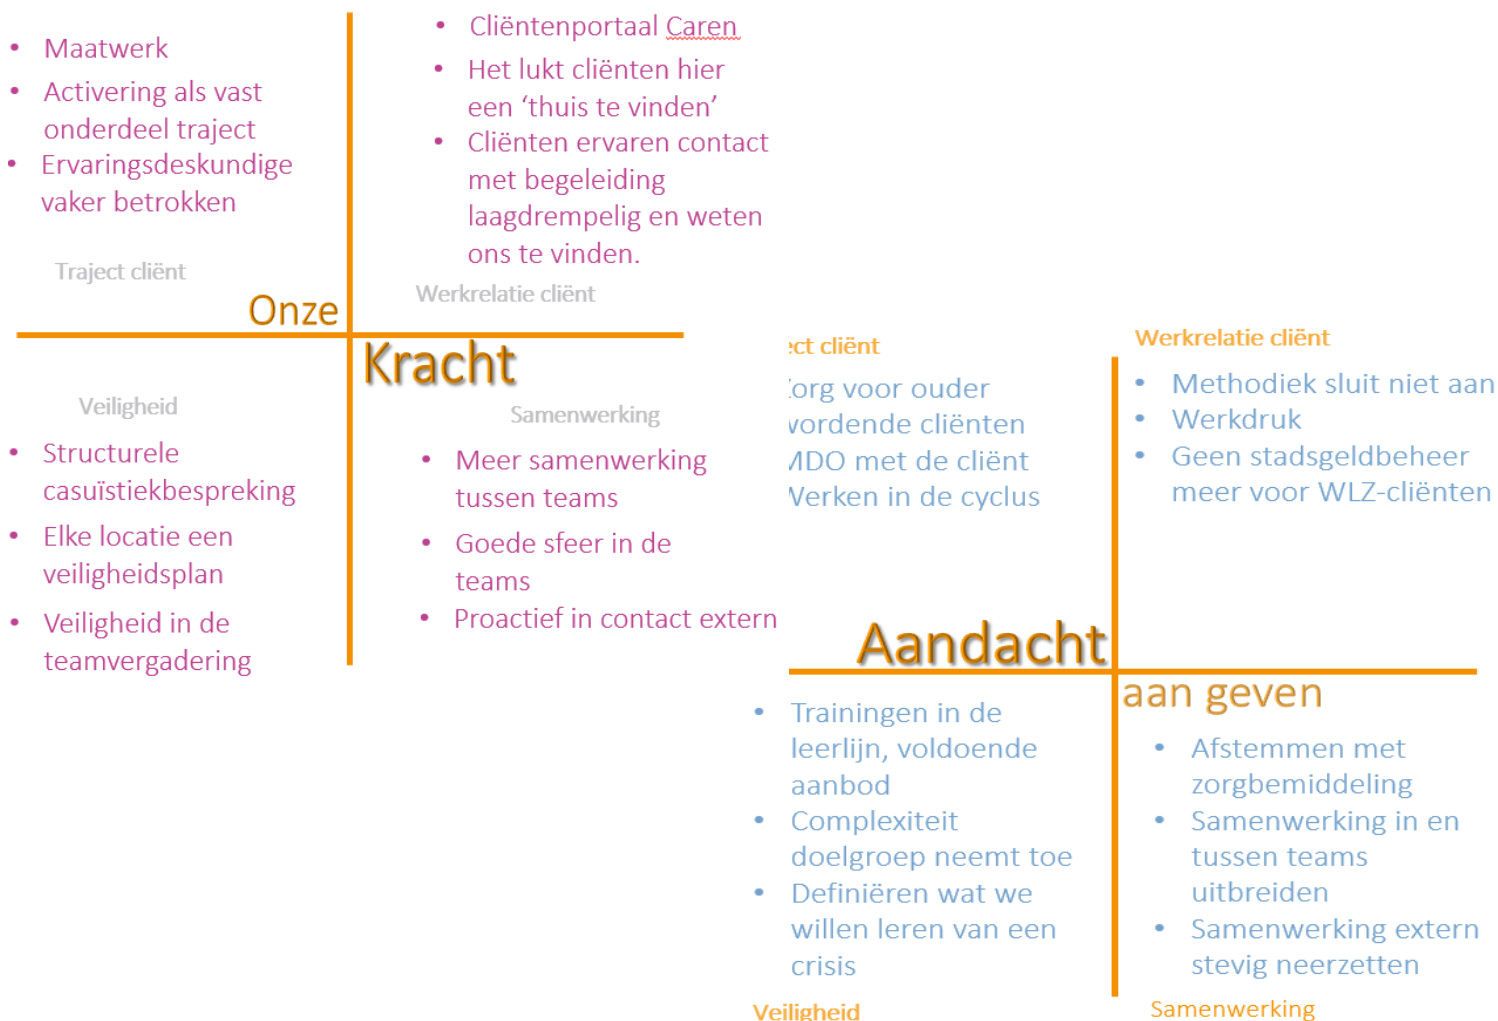 • Maatwerk
• Activering als vast
onderdeel traject
• Ervaringsdeskundige
vaker betrokken
Traject cliënt
• Cliëntenportaal Caren
• Het lukt cliënten hier
een ‘thuis te vinden’
• Cliënten ervaren contact
met begeleiding
laagdrempelig en weten
ons te vinden.
Werkrelatie cliënt
Onze
Kracht
Veiligheid
• Structurele
casuïstiekbespreking
• Elke locatie een
veiligheidsplan
• Veiligheid in de
teamvergadering
Samenwerking
• Meer samenwerking
tussen teams
• Goede sfeer in de
teams
• Proactief in contact extern
ect cliënt
org voor ouder
wordende cliënten
MDO met de cliënt
Werken in de cyclus
Werkrelatie cliënt
• Methodiek sluit niet aan
• Werkdruk
• Geen stadsgeldbeheer
meer voor WLZ-cliënten
Aandacht
aan geven
• Trainingen in de
leerlijn, voldoende
aanbod
• Complexiteit
doelgroep neemt toe
• Definiëren wat we
willen leren van een
crisis
Veiligheid
• Afstemmen met
zorgbemiddeling
• Samenwerking in en
tussen teams
uitbreiden
• Samenwerking extern
stevig neerzetten
Samenwerking